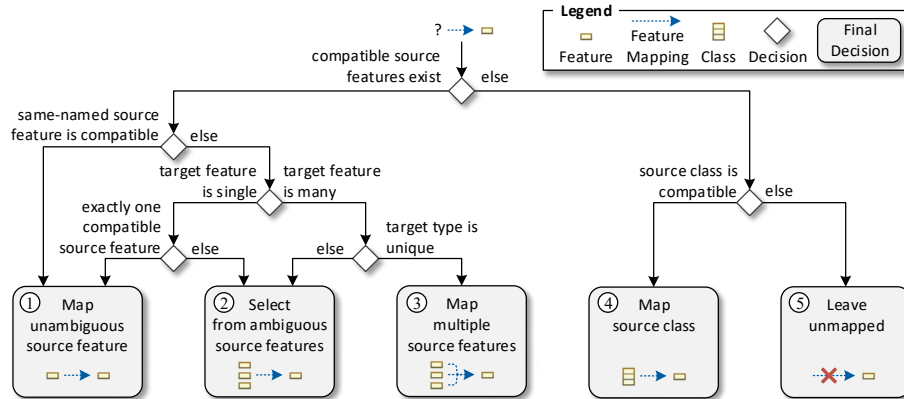 Legend
?
Feature
Feature
Mapping
Class
Decision
Final
Decision
compatible source
features exist
else
same-named source
feature is compatible
else
target feature
is single
target feature
is many
source class is
compatible
else
exactly one
compatible
source feature
else
else
target type is
unique
1 Map
unambiguous
source feature
2 Select
from ambiguous
source features
3 Map
multiple
source features
4 Map
source class
5 Leave
unmapped